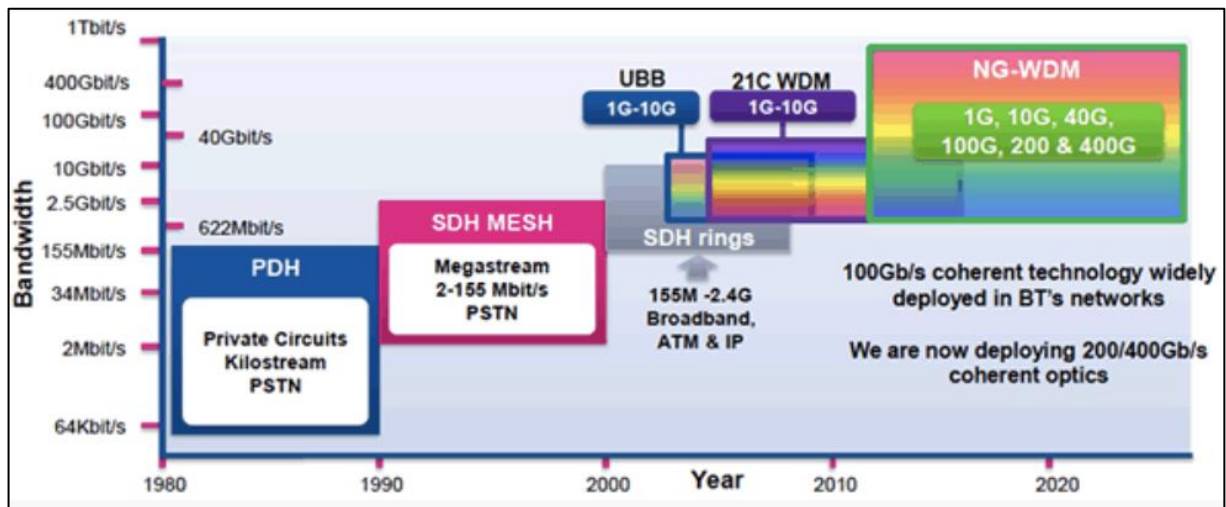 1Tbit/s
400Gbit/s
100Gbit/s
40Gbit/s
10Gbit/s
2.5Gbit/s
622Mbit/s
155Mbit/s
34Mbit/s
2Mbit/s
64Kbit/s
Bandwidth
PDH
Private Circuits
Kilostream
PSTN
SDH MESH
Megastream
2-155 Mbit/s
PSTN
UBB
1G-10G
21C WDM
1G-10G
SDH rings
155M -2.4G
Broadband,
ATM & IP
NG-WDM
1G, 10G, 40G,
100G, 200 & 400G
100Gb/s coherent technology widely
deployed in BT's networks
We are now deploying 200/400Gb/s
coherent optics
1980
1990
2000
Year
2010
2020